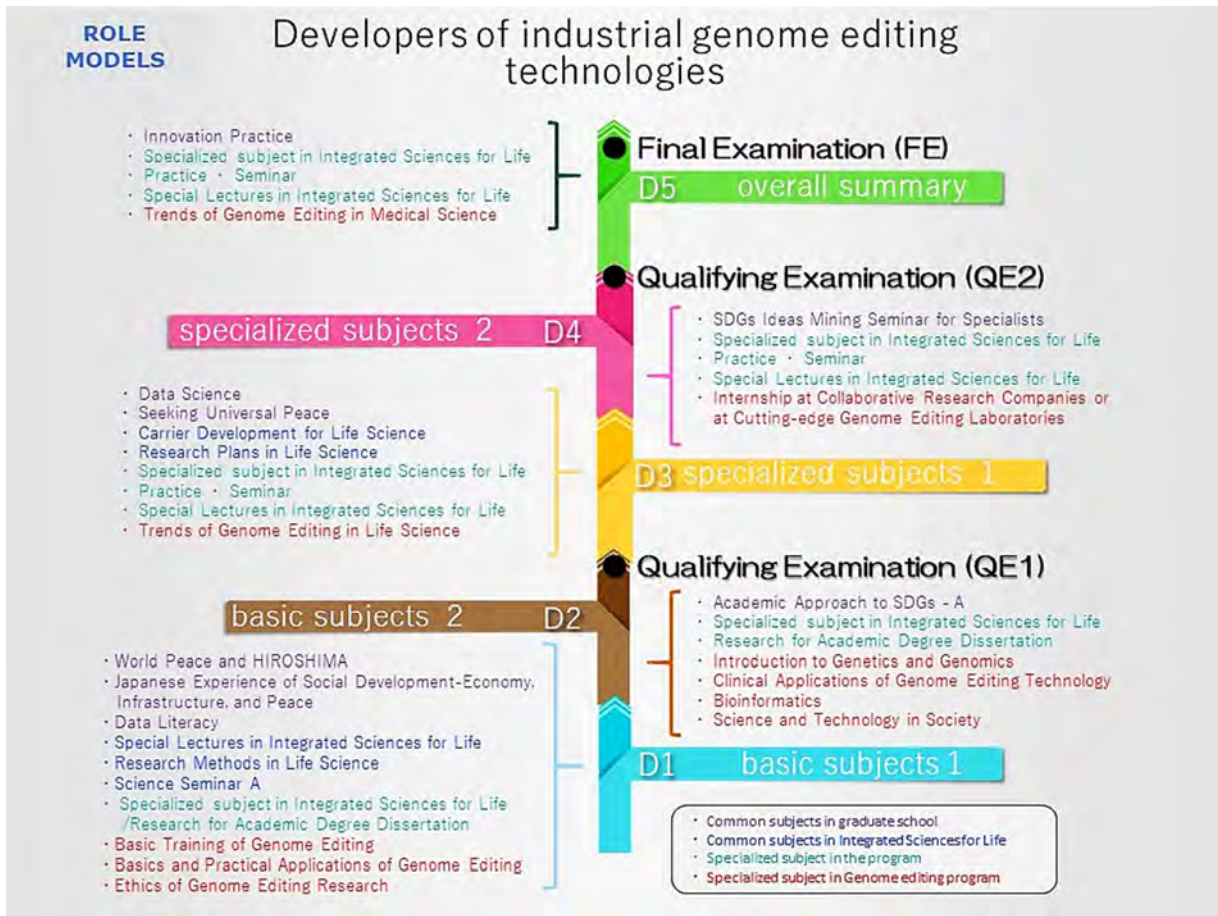 ROLE
MODELS
Developers of industrial genome editing
technologies
・ Innovation Practice
・ Specialized subject in Integrated Sciences for Life
・ Practice ・ Seminar
・ Special Lectures in Integrated Sciences for Life
・ Trends of Genome Editing in Medical Science
Final Examination (FE)
D5 overall summary
Qualifying Examination (QE2)
specialized subjects 2 D4
・ SDGs Ideas Mining Seminar for Specialists
・ Specialized subject in Integrated Sciences for Life
・ Practice ・ Seminar
・ Special Lectures in Integrated Sciences for Life
・ Internship at Collaborative Research Companies or
at Cutting-edge Genome Editing Laboratories
・ Data Science
・ Seeking Universal Peace
・ Carrier Development for Life Science
・ Research Plans in Life Science
・ Specialized subject in Integrated Sciences for Life
・ Practice ・ Seminar
・ Special Lectures in Integrated Sciences for Life
・ Trends of Genome Editing in Life Science
D3 specialized subjects 1
Qualifying Examination (QE1)
basic subjects 2 D2
・ Academic Approach to SDGs - A
・ Specialized subject in Integrated Sciences for Life
・ Research for Academic Degree Dissertation
・ Introduction to Genetics and Genomics
・ Clinical Applications of Genome Editing Technology
・ Bioinformatics
・ Science and Technology in Society
・ World Peace and HIROSHIMA
・ Japanese Experience of Social Development-Economy,
Infrastructure, and Peace
・ Data Literacy
・ Special Lectures in Integrated Sciences for Life
・ Research Methods in Life Science
・ Science Seminar A
・ Specialized subject in Integrated Sciences for Life
/Research for Academic Degree Dissertation
・ Basic Training of Genome Editing
・ Basics and Practical Applications of Genome Editing
・ Ethics of Genome Editing Research
D1 basic subjects 1
・ Common subjects in graduate school
・ Common subjects in Integrated Sciences for Life
・ Specialized subject in the program
・ Specialized subject in Genome editing program